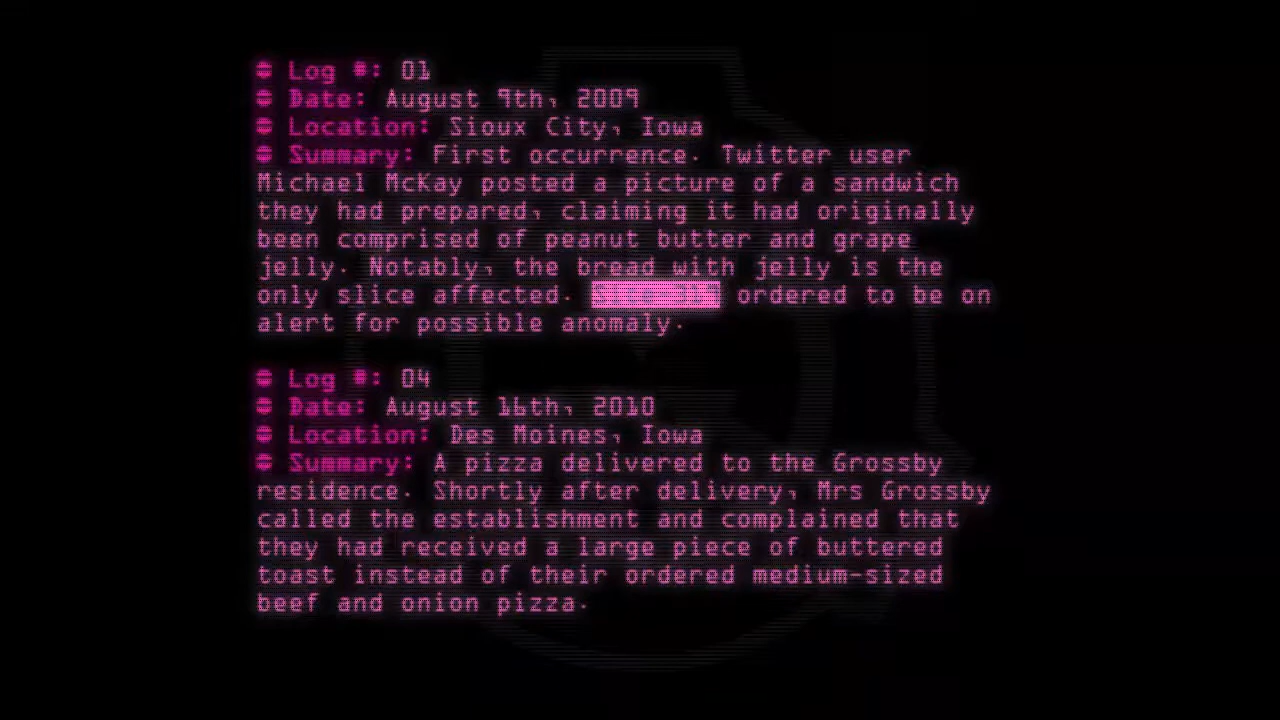 Log #: 01
Date: August 9th, 2009
Location: Sioux City, Iowa
Summary: First occurrence. Twitter user
Michael McKay posted a picture of a sandwich
they had prepared, claiming it had originally
been comprised of peanut butter and grape
jelly. Notably, the bread with jelly is the
only slice affected. ordered to be on
alert for possible anomaly.
Log #: 04
Date: August 16th, 2010
Location: Des Moines, Iowa
Summary: A pizza delivered to the Grossby
residence. Shortly after delivery, Mrs Grossby
called the establishment and complained that
they had received a large piece of buttered
toast instead of their ordered medium-sized
beef and onion pizza.